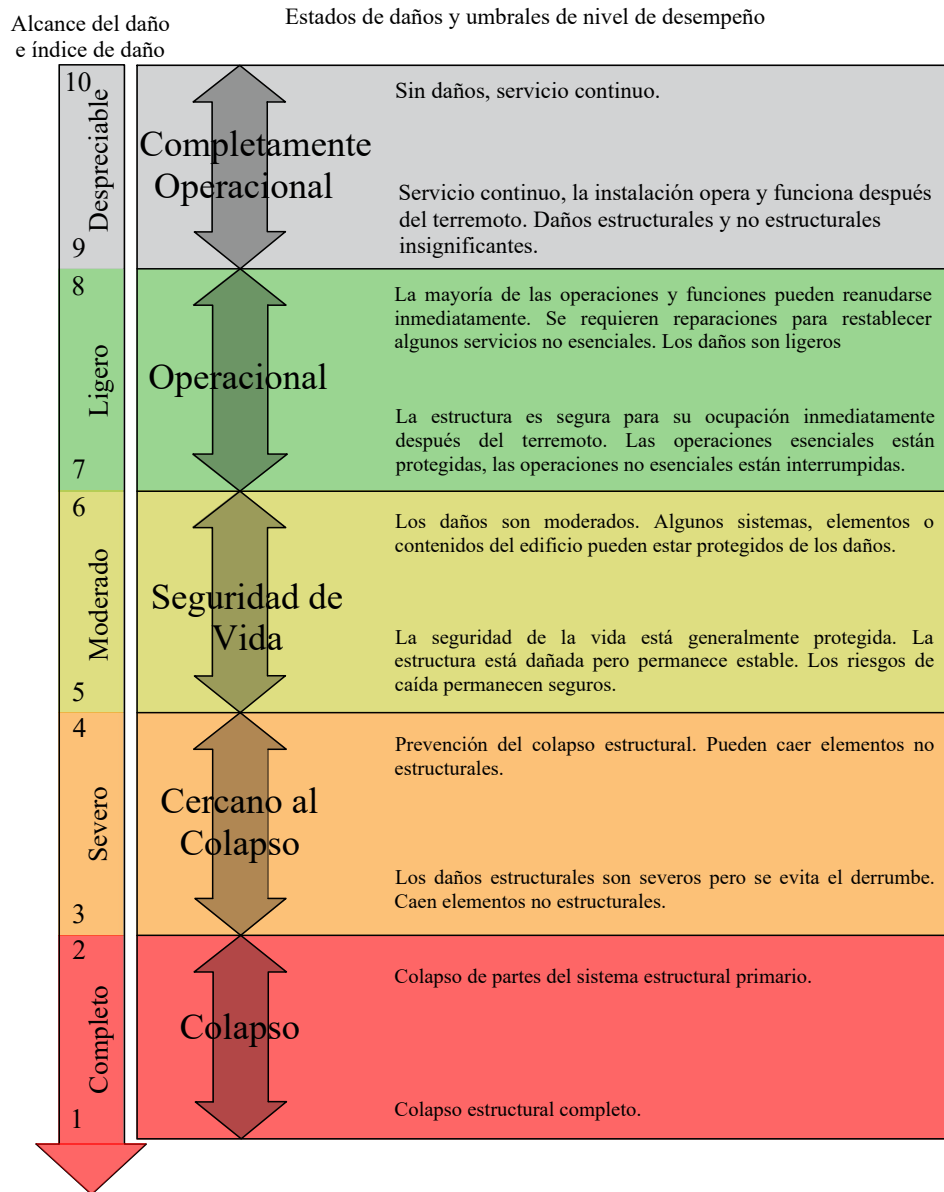 Alcance del daño
e índice de daño
Estados de daños y umbrales de nivel de desempeño
10
Despreciable
9
Completamente
Operacional
Sin daños, servicio continuo.
Servicio continuo, la instalación opera y funciona después
del terremoto. Daños estructurales y no estructurales
insignificantes.
8
Ligero
7
Operacional
La mayoría de las operaciones y funciones pueden reanudarse
inmediatamente. Se requieren reparaciones para restablecer
algunos servicios no esenciales. Los daños son ligeros
La estructura es segura para su ocupación inmediatamente
después del terremoto. Las operaciones esenciales están
protegidas, las operaciones no esenciales están interrumpidas.
6
Moderado
5
Seguridad de
Vida
Los daños son moderados. Algunos sistemas, elementos o
contenidos del edificio pueden estar protegidos de los daños.
La seguridad de la vida está generalmente protegida. La
estructura está dañada pero permanece estable. Los riesgos de
caída permanecen seguros.
4
Severo
3
Cercano al
Colapso
Prevención del colapso estructural. Pueden caer elementos no
estructurales.
Los daños estructurales son severos pero se evita el derrumbe.
Caen elementos no estructurales.
2
Completo
1
Colapso
Colapso de partes del sistema estructural primario.
Colapso estructural completo.